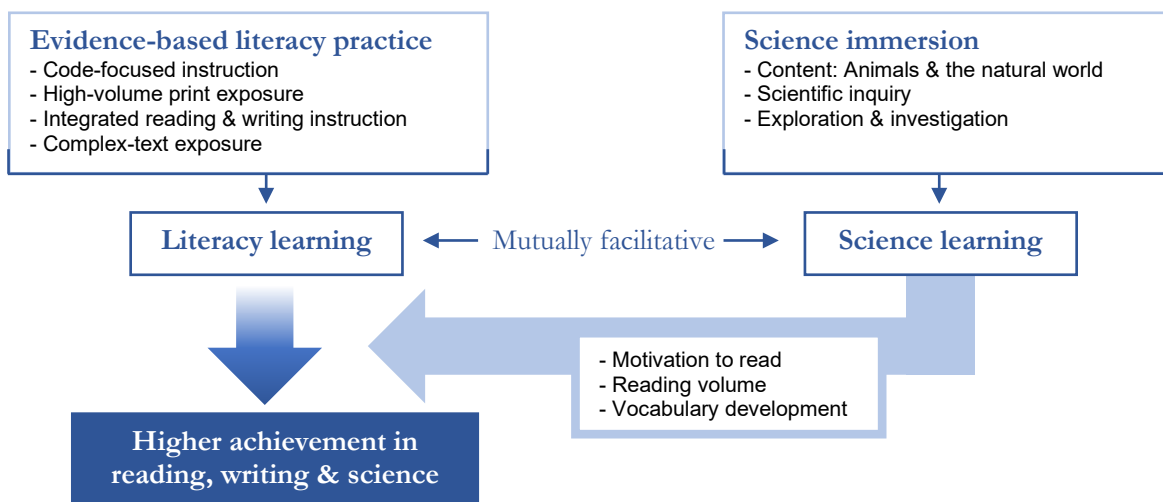 Evidence-based literacy practice
- Code-focused instruction
- High-volume print exposure
- Integrated reading & writing instruction
- Complex-text exposure
Science immersion
- Content: Animals & the natural world
- Scientific inquiry
- Exploration & investigation
Literacy learning
Mutually facilitative
Science learning
- Motivation to read
- Reading volume
- Vocabulary development
Higher achievement in
reading, writing & science